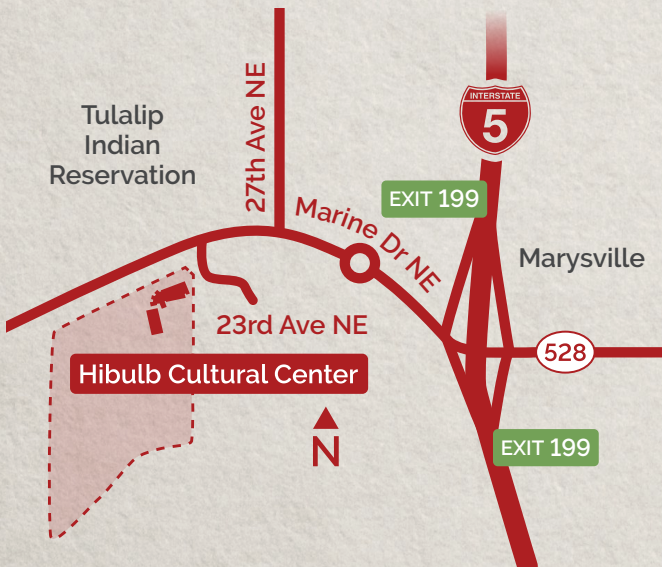 INTERSTATE
5
27th Ave NE
Tulalip
Indian
Reservation
EXIT 199
Marine Dr NE
Marysville
23rd Ave NE
528
Hibulb Cultural Center
N
EXIT 199